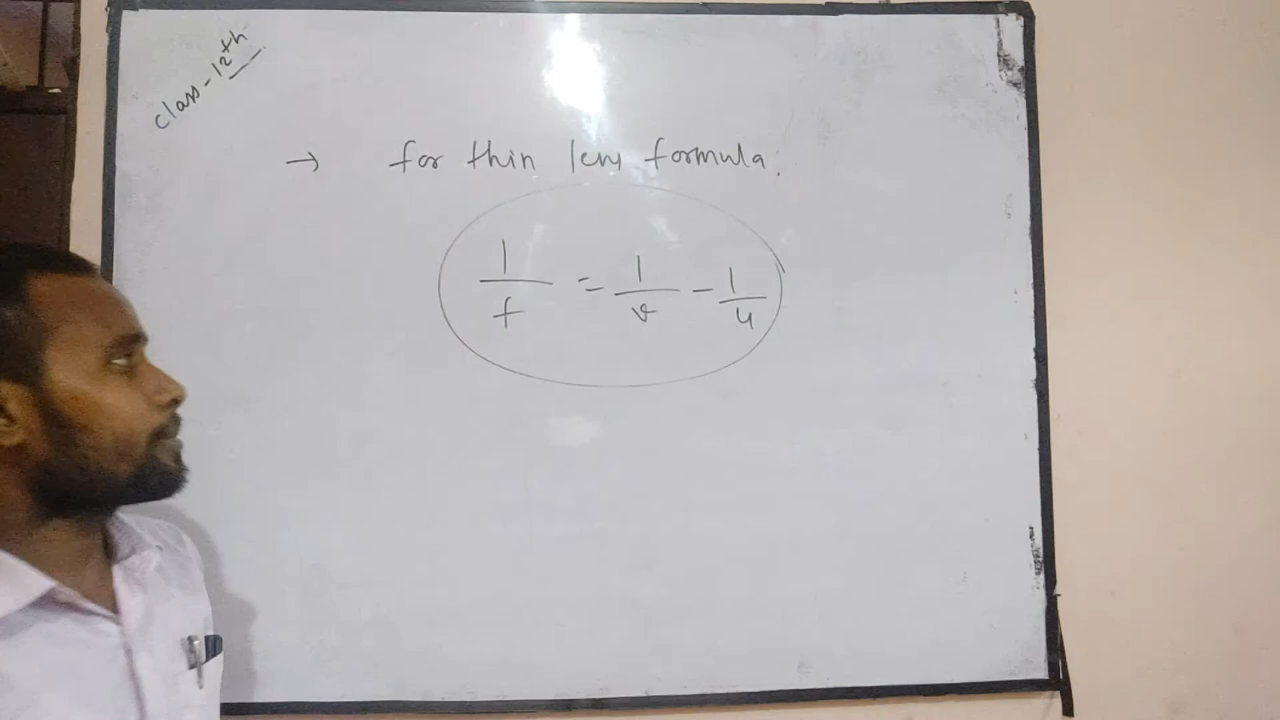 class-12th
→ for thin lens formula.
1/f = 1/v - 1/u